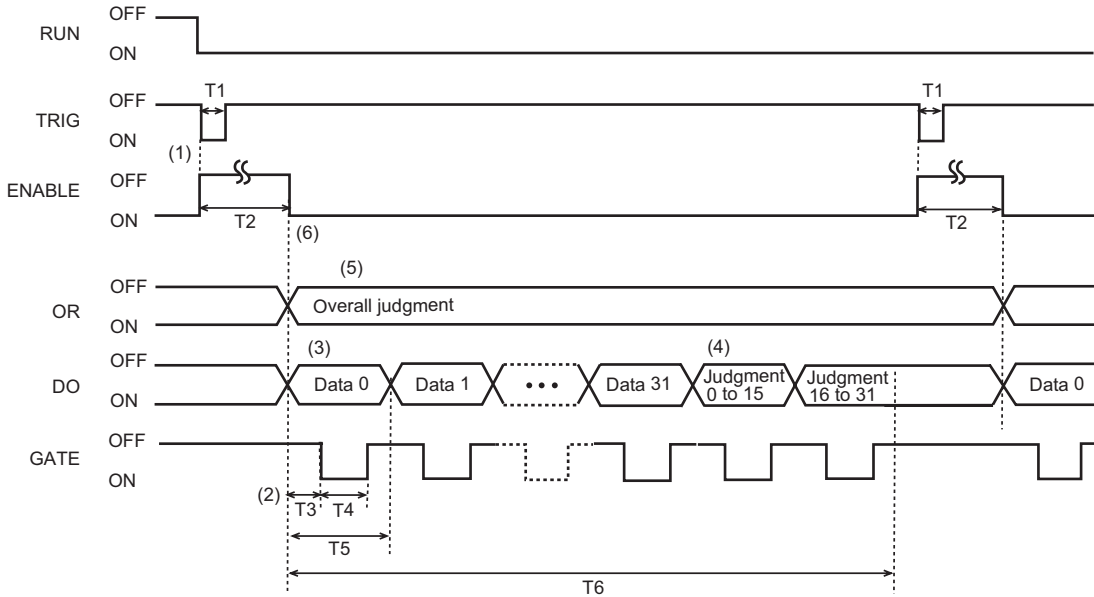 OFF
RUN
ON
OFF
T1
T1
TRIG
ON
(1)
OFF
ENABLE
T2
T2
ON
(6)
(5)
OFF
Overall judgment
OR
ON
(3)
(4)
OFF
DO
Data 0
Data 1
•••
Data 31
Judgment
0 to 15
Judgment
16 to 31
Data 0
ON
OFF
GATE
ON
(2)
T3
T4
T5
T6